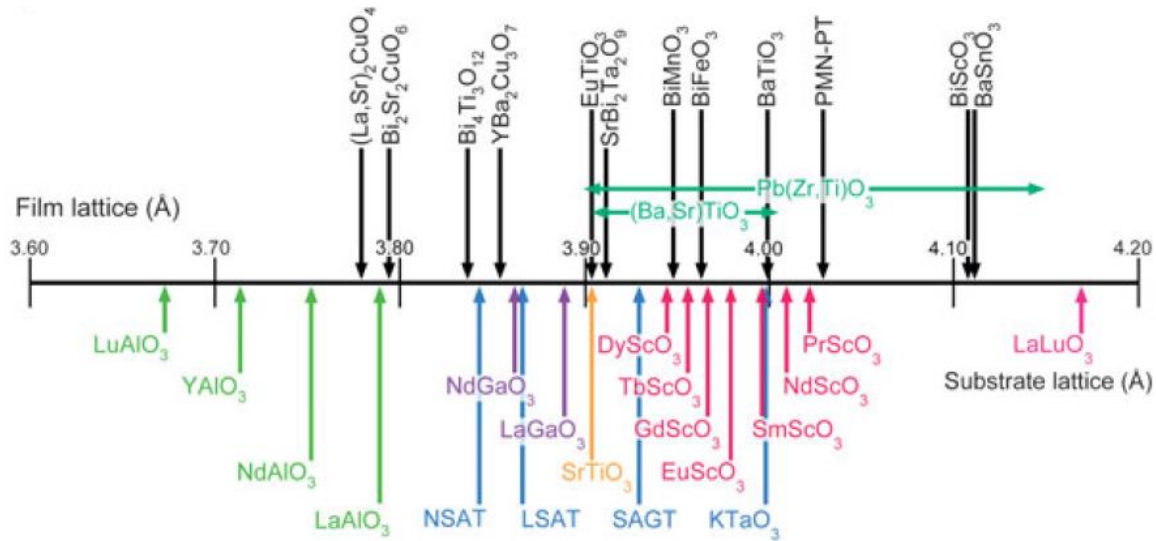 (La,Sr)₂CuO₄
Bi₂Sr₂CuO₆
Bi₄Ti₃O₁₂
YBa₂Cu₃O₇
EuTiO₃
SrBi₂Ta₂O₉
BiMnO₃
BiFeO₃
BaTiO₃
PMN-PT
BiScO₃
BaSnO₃
Pb(Zr,Ti)O₃
(Ba,Sr)TiO₃
Film lattice (Å)
3.60 3.70 3.80 3.90 4.00 4.10 4.20
LuAlO₃ DyScO₃ PrScO₃ LaLuO₃
YAlO₃ NdGaO₃ TbScO₃ NdScO₃ Substrate lattice (Å)
LaGaO₃ GdScO₃ SmScO₃
NdAlO₃ SrTiO₃ EuScO₃
LaAlO₃ NSAT LSAT SAGT KTaO₃